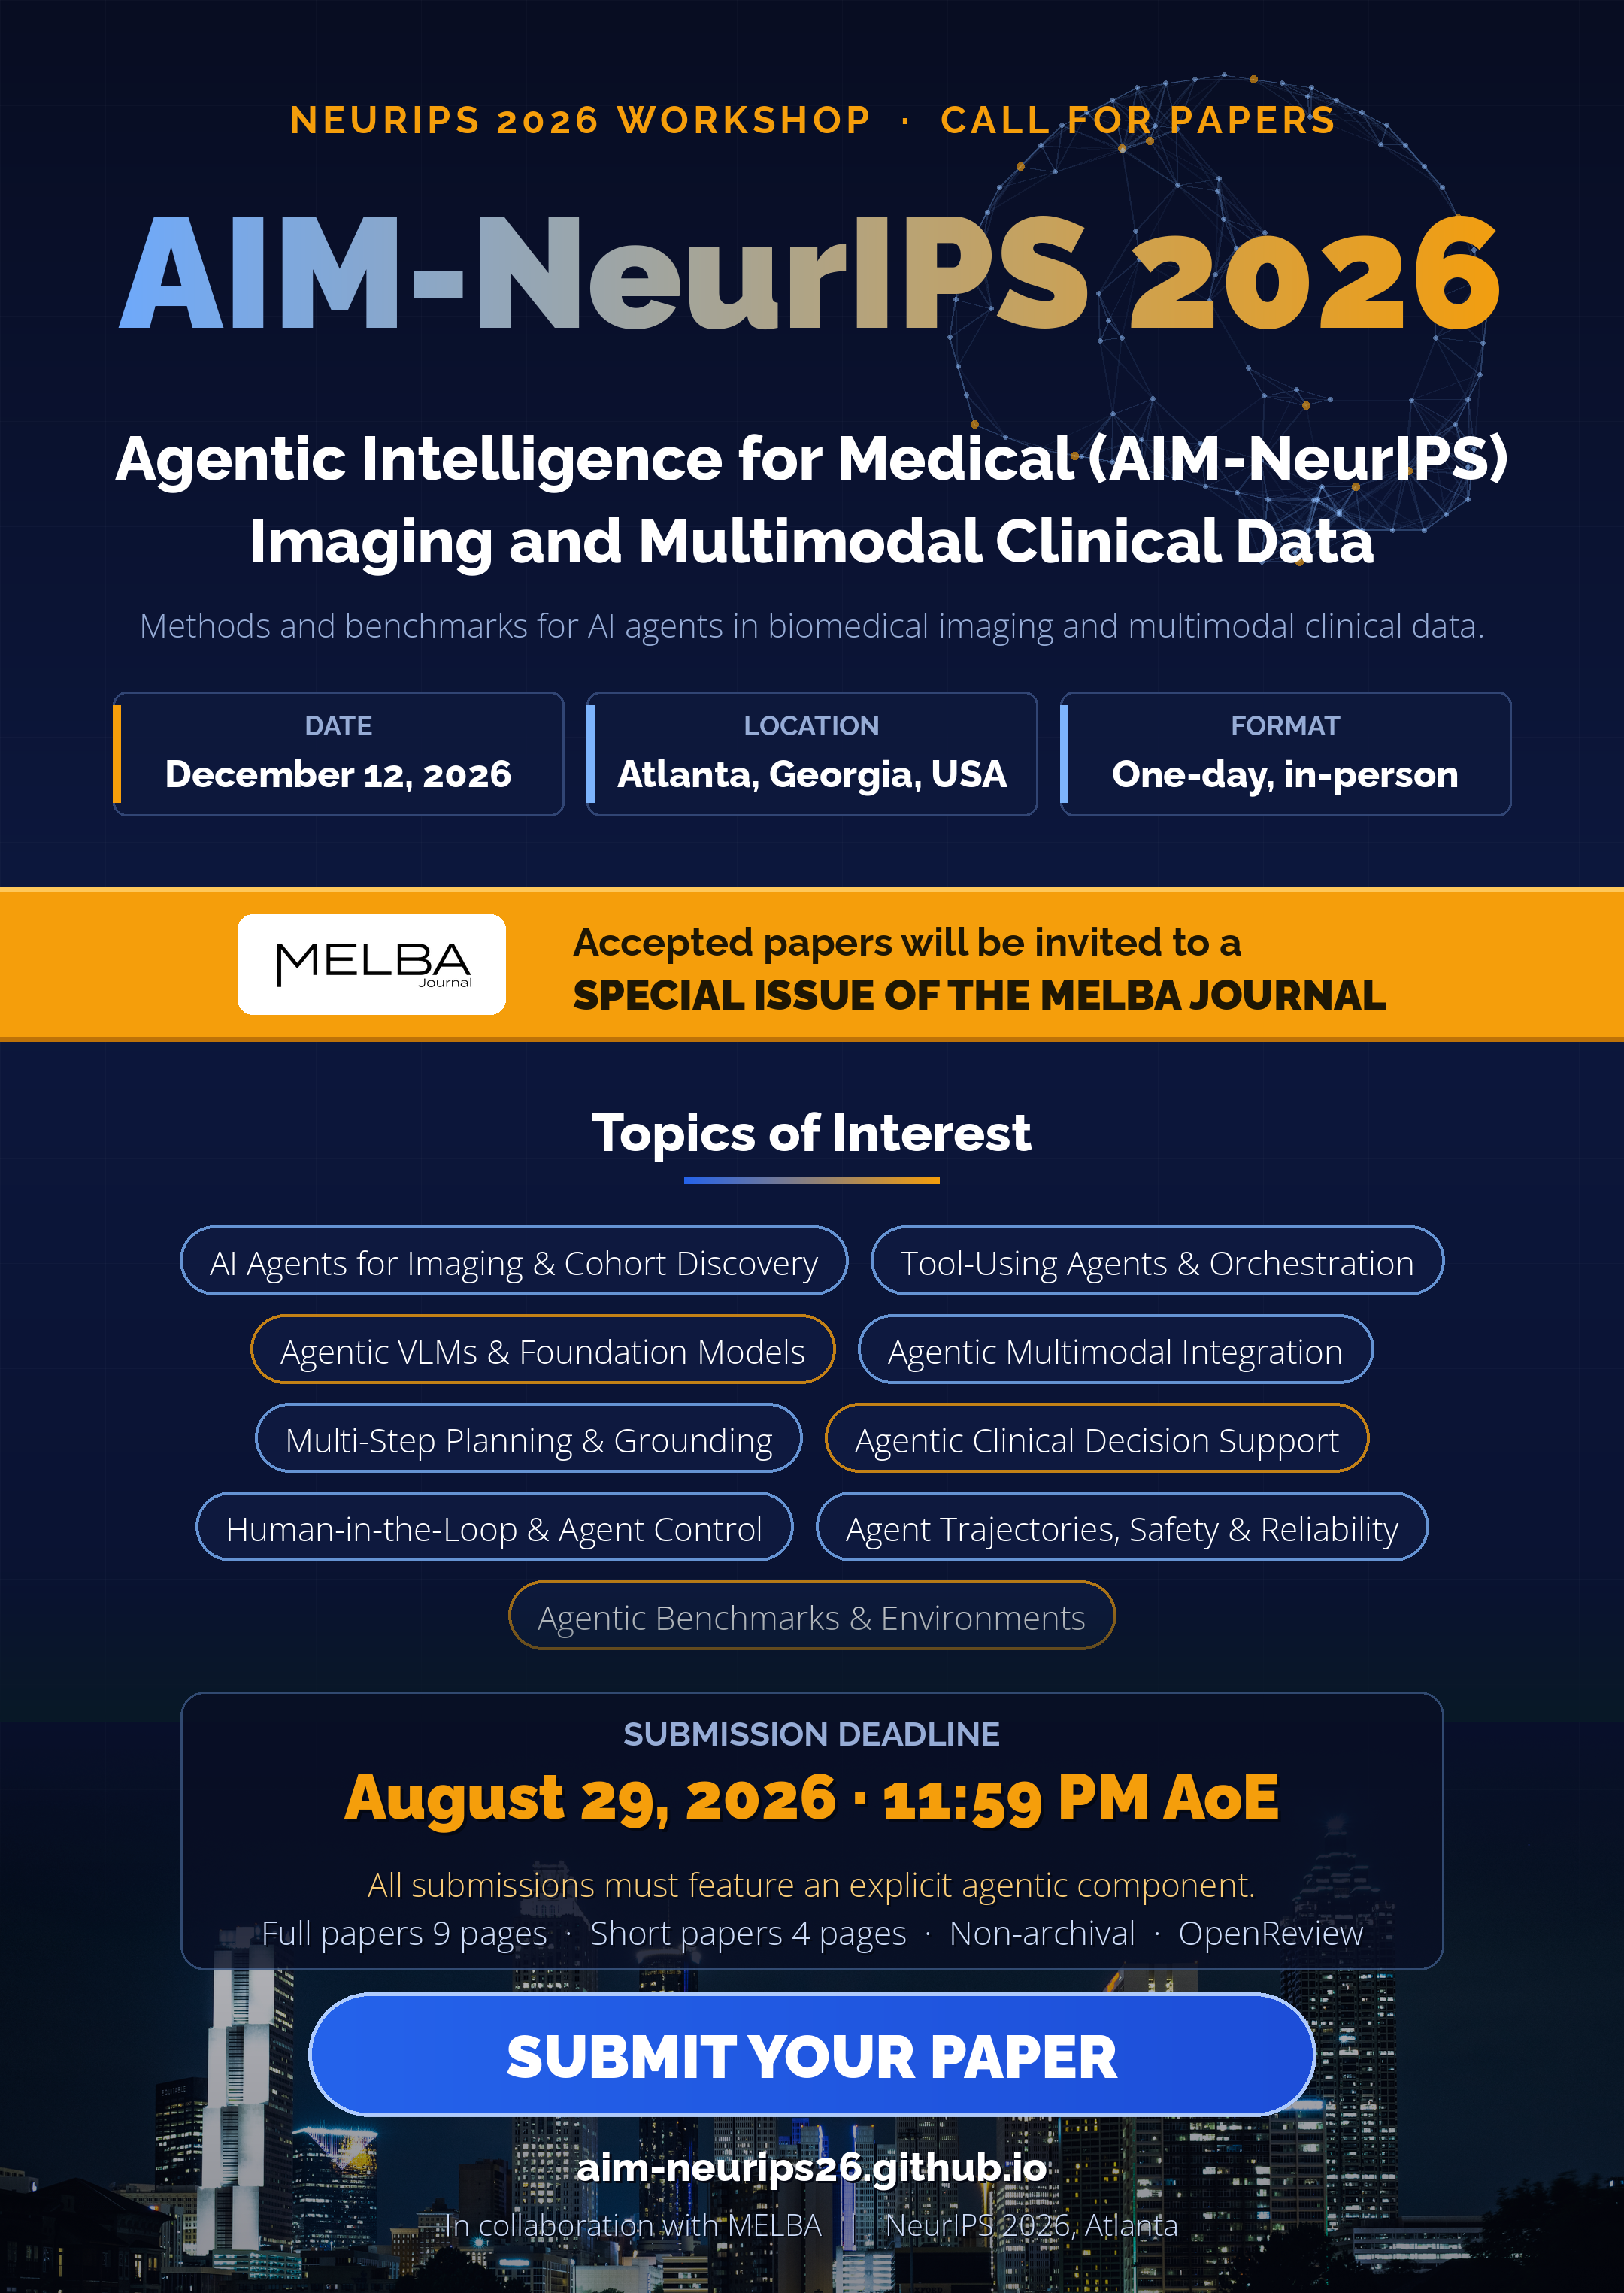 NEURIPS 2026 WORKSHOP · CALL FOR PAPERS
AIM-NeurIPS 2026
Agentic Intelligence for Medical (AIM-NeurIPS)
Imaging and Multimodal Clinical Data
Methods and benchmarks for AI agents in biomedical imaging and multimodal clinical data.
DATE
December 12, 2026
LOCATION
Atlanta, Georgia, USA
FORMAT
One-day, in-person
MELBA
Journal
Accepted papers will be invited to a
SPECIAL ISSUE OF THE MELBA JOURNAL
Topics of Interest
AI Agents for Imaging & Cohort Discovery
Tool-Using Agents & Orchestration
Agentic VLMs & Foundation Models
Agentic Multimodal Integration
Multi-Step Planning & Grounding
Agentic Clinical Decision Support
Human-in-the-Loop & Agent Control
Agent Trajectories, Safety & Reliability
Agentic Benchmarks & Environments
SUBMISSION DEADLINE
August 29, 2026 · 11:59 PM AoE
All submissions must feature an explicit agentic component.
Full papers 9 pages · Short papers 4 pages · Non-archival · OpenReview
SUBMIT YOUR PAPER
EQUITABLE
aim-neurips26.github.io
In collaboration with MELBA | NeurIPS 2026, Atlanta